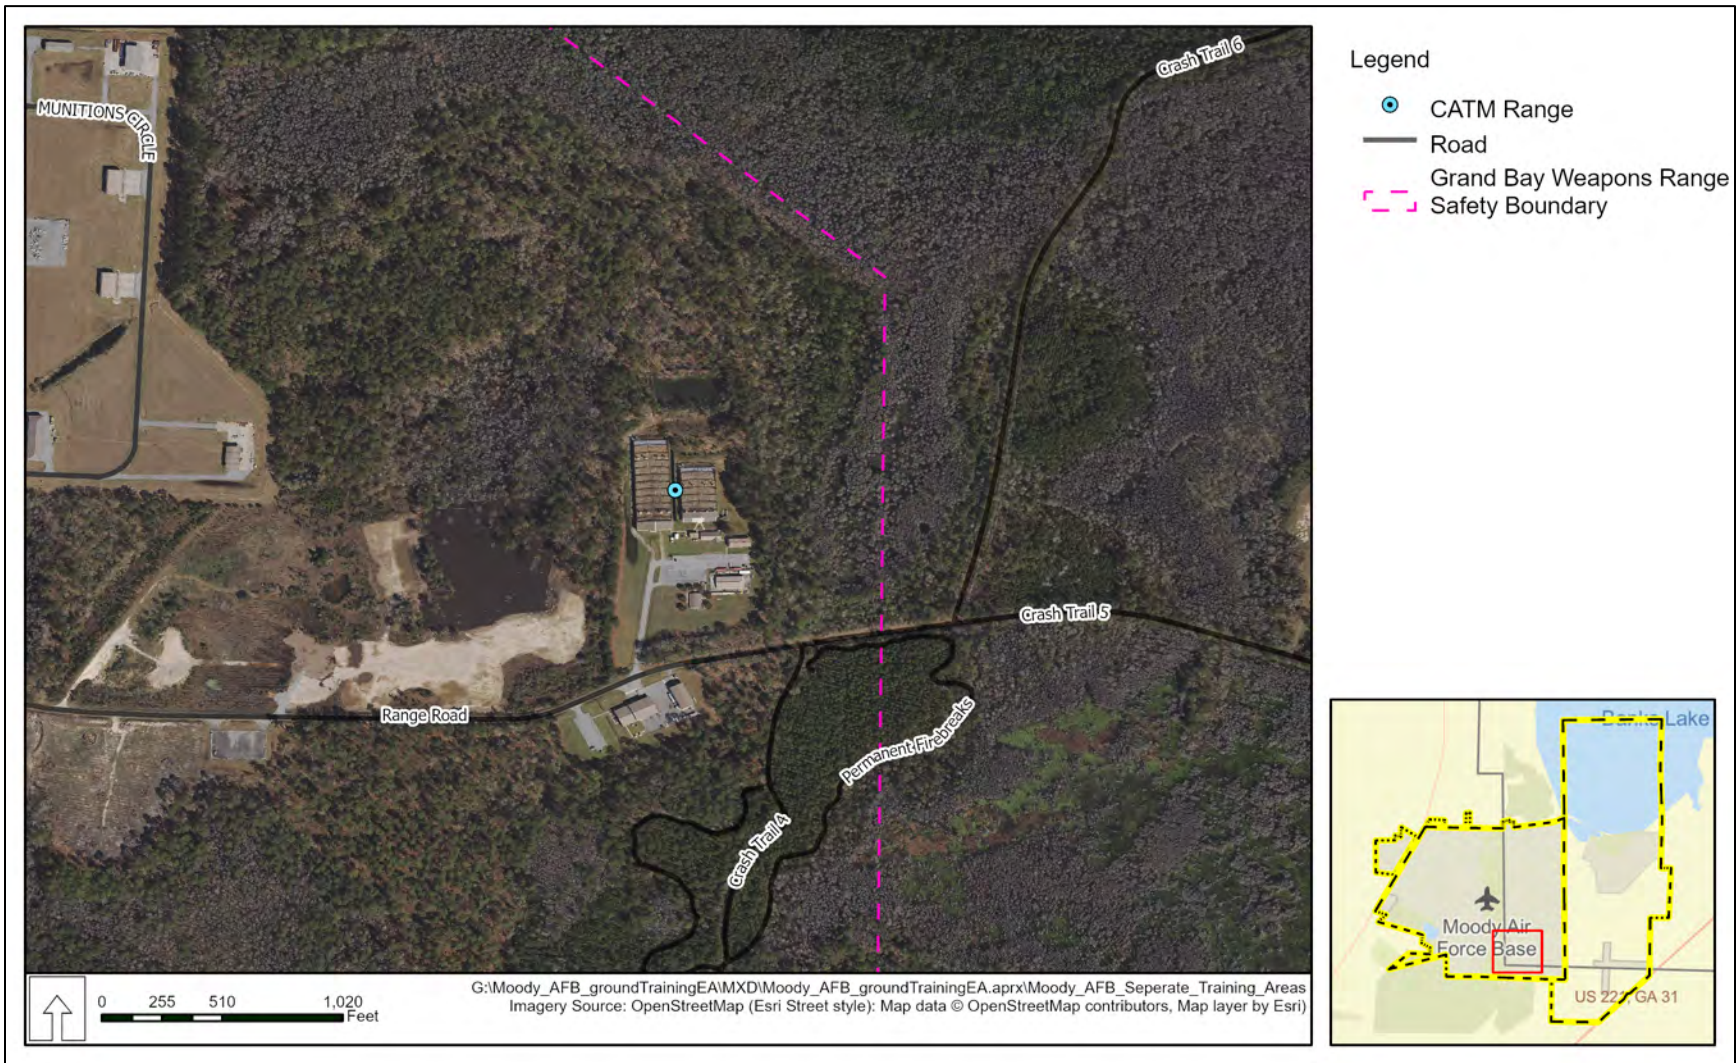 Crash Trail 6
MUNITIONS CIRCLE
Crash Trail 5
Range Road
Permanent Firebreaks
Crash Trail 4
Legend
CATM Range
Road
Grand Bay Weapons Range
Safety Boundary
Banks Lake
Moody Air
Force Base
US 221, GA 31
0 255 510 1,020
Feet
G:\Moody_AFB_groundTrainingEA\MXD\Moody_AFB_groundTrainingEA.aprx\Moody_AFB_Seperate_Training_Areas
Imagery Source: OpenStreetMap (Esri Street style): Map data © OpenStreetMap contributors, Map layer by Esri)